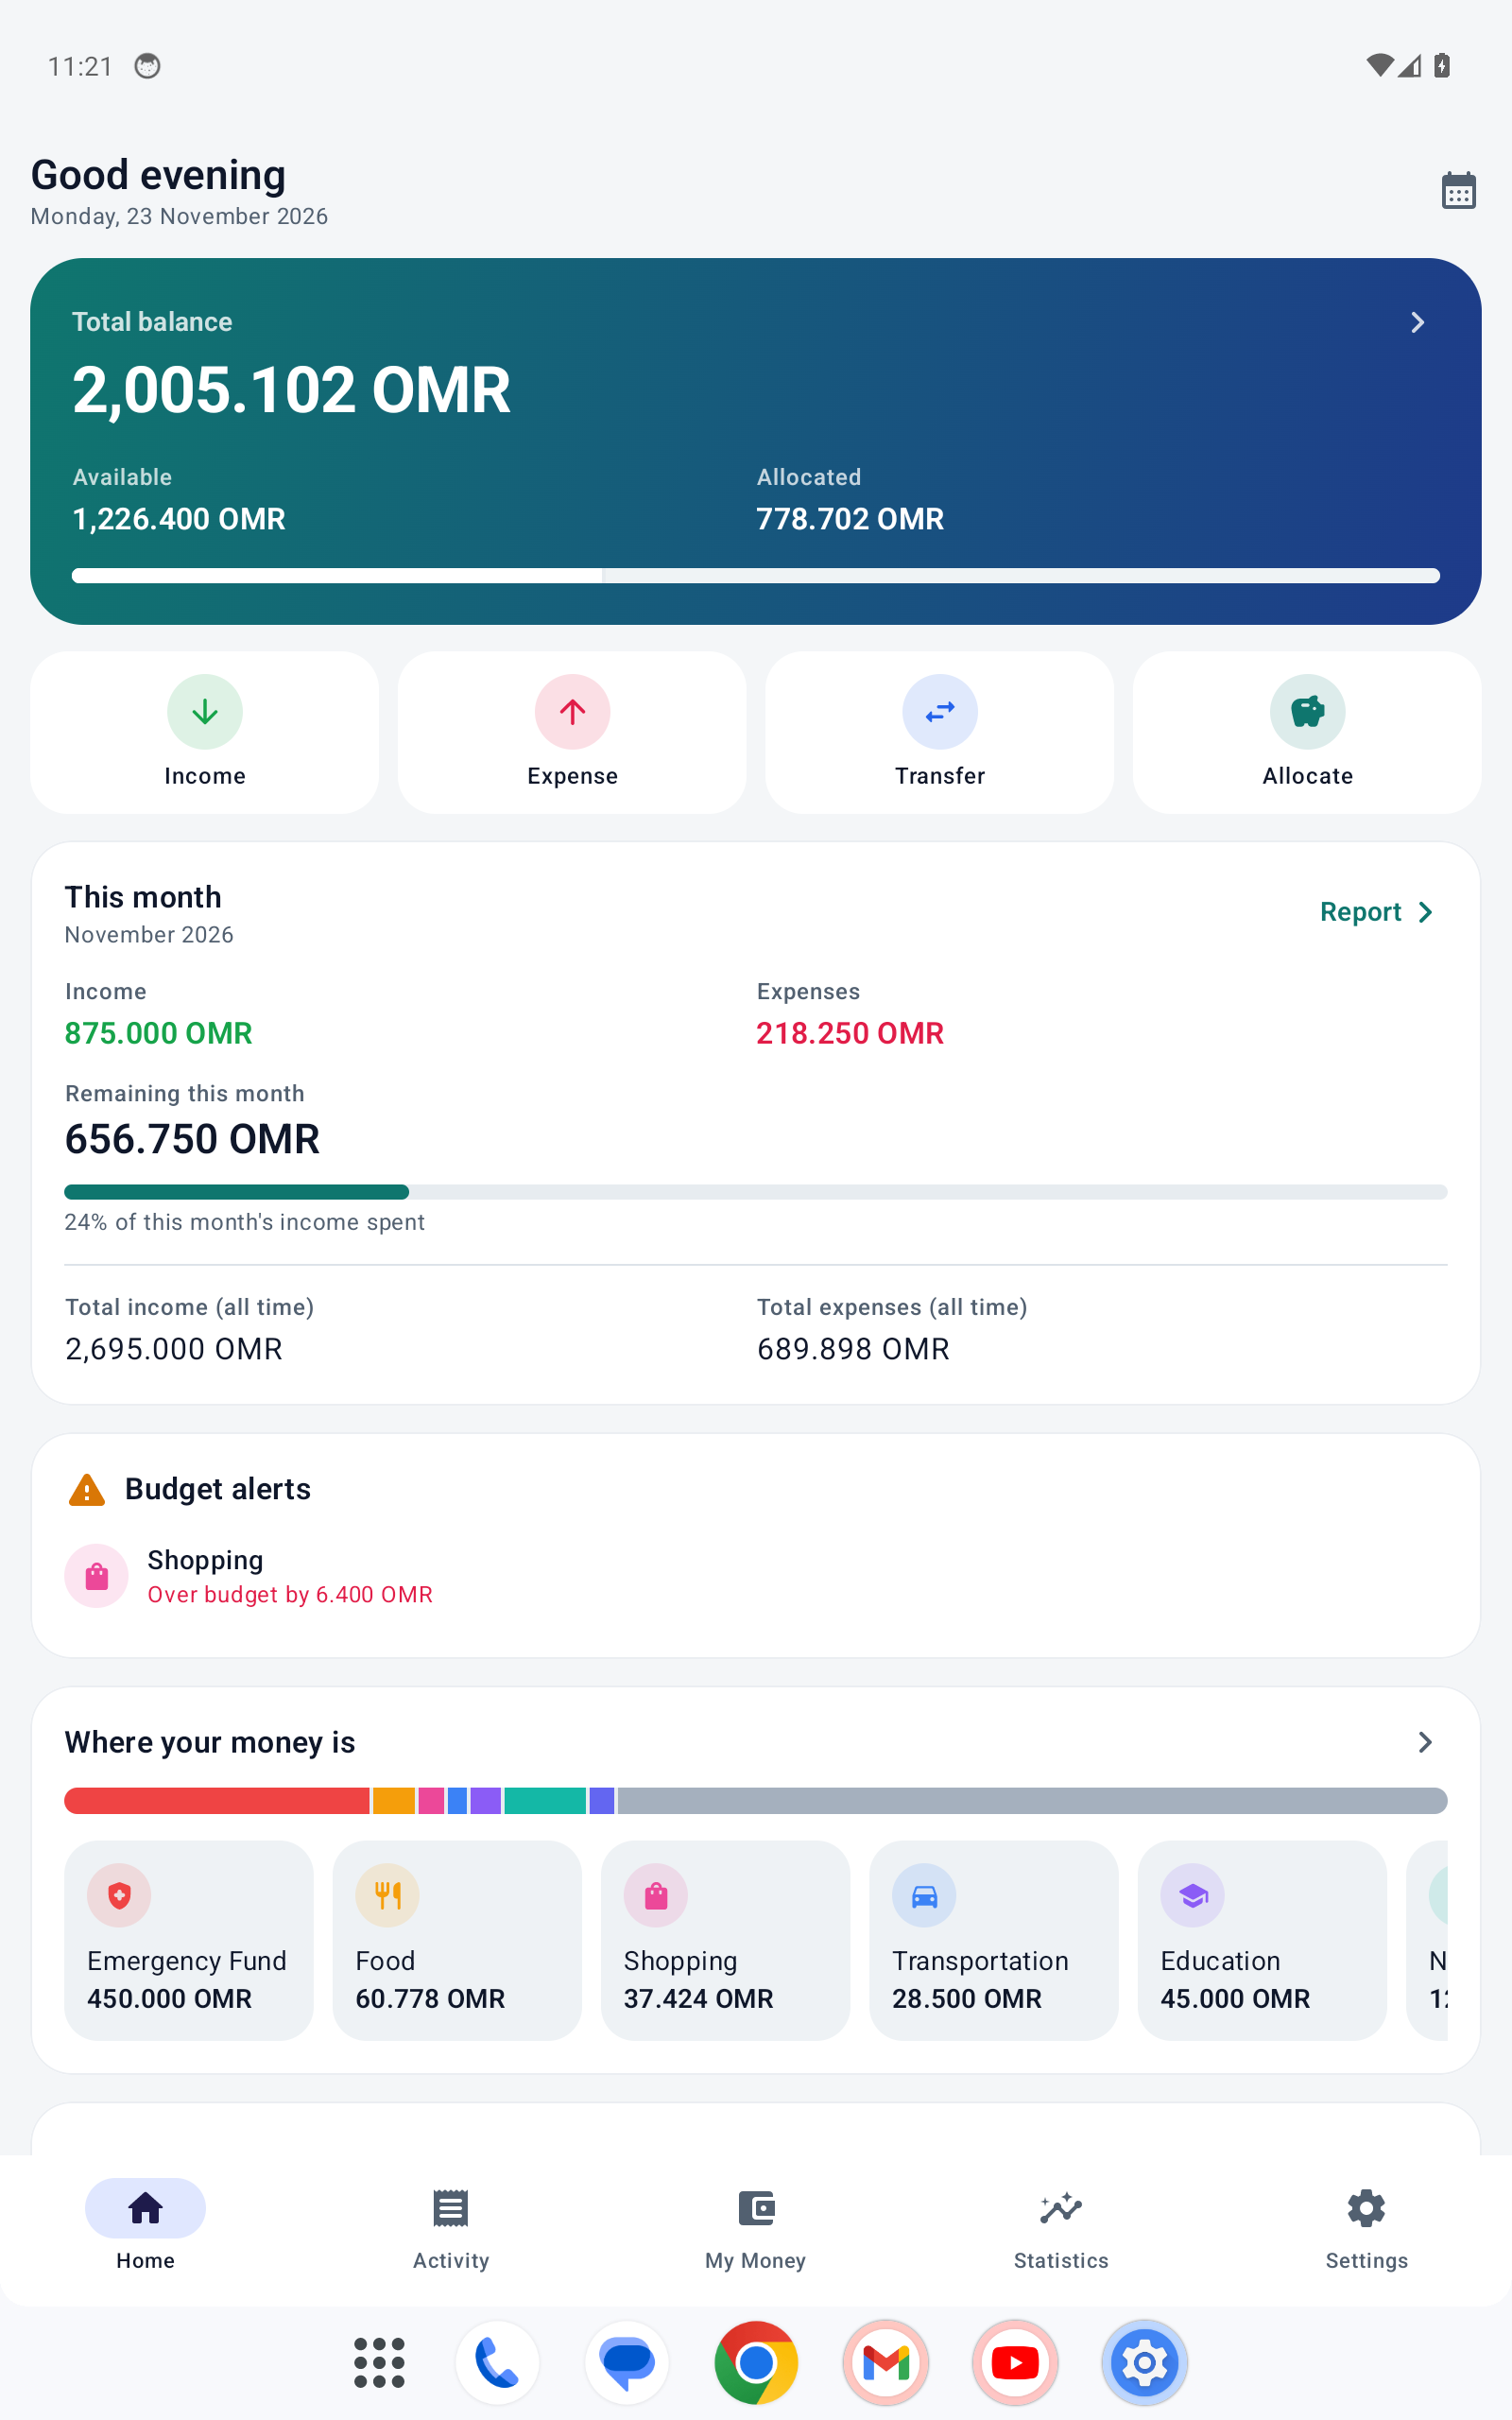 11:21
Good evening
Monday, 23 November 2026
Total balance
2,005.102 OMR
Available
Allocated
1,226.400 OMR
778.702 OMR
Income
Expense
Transfer
Allocate
This month
November 2026
Report
Income
Expenses
875.000 OMR
218.250 OMR
Remaining this month
656.750 OMR
24% of this month's income spent
Total income (all time)
Total expenses (all time)
2,695.000 OMR
689.898 OMR
Budget alerts
Shopping
Over budget by 6.400 OMR
Where your money is
Emergency Fund
450.000 OMR
Food
60.778 OMR
Shopping
37.424 OMR
Transportation
28.500 OMR
Education
45.000 OMR
Home
Activity
My Money
Statistics
Settings